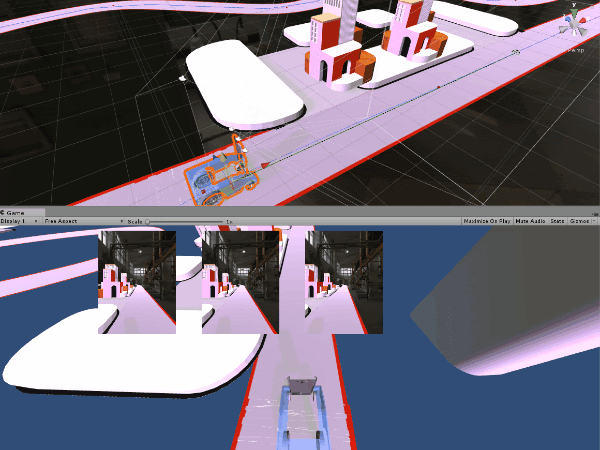 y
Persp
Game
Display 1 Free Aspect Scale 1x Maximize On Play Mute Audio Stats Gizmos